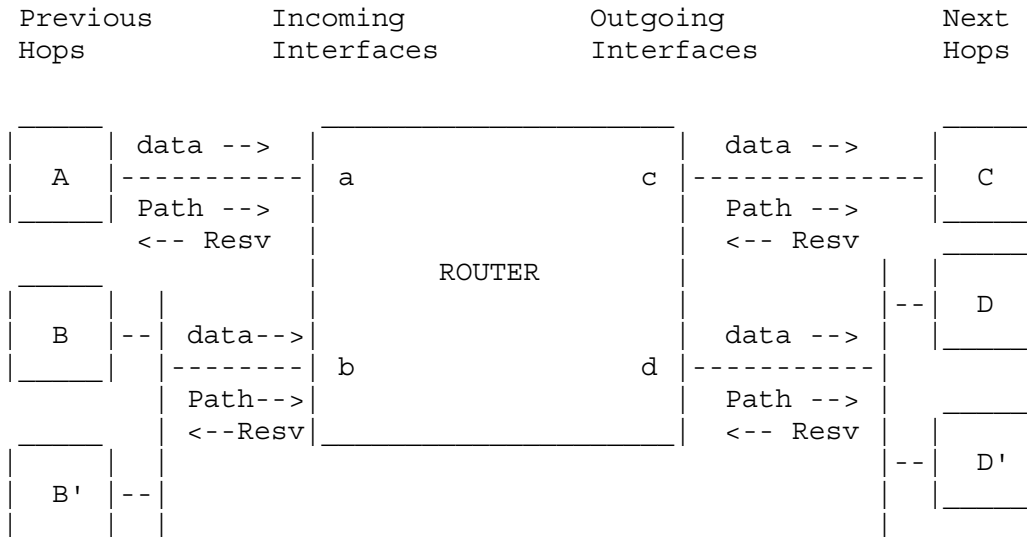 Previous Incoming Outgoing Next
Hops Interfaces Interfaces Hops
data --> data -->
A a c C
Path --> Path -->
<-- Resv <-- Resv
ROUTER
D
B data--> data -->
b d
Path--> Path -->
<--Resv <-- Resv
D'
B'